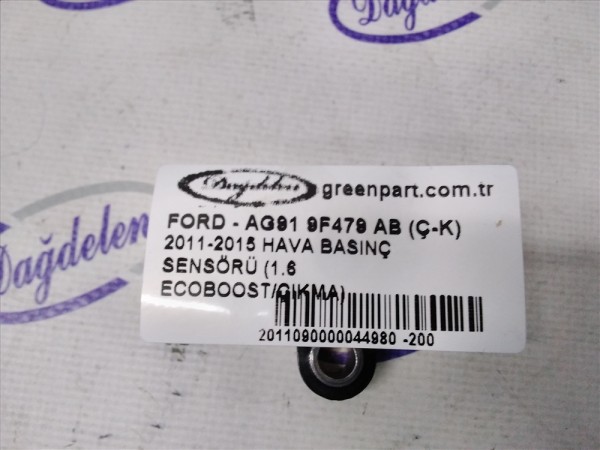 Dağdelen
Dağdelen
Dağdelen greenpart.com.tr
FORD - AG91 9F479 AB (Ç-K)
2011-2015 HAVA BASINÇ
SENSÖRÜ (1.6
ECOBOOST/ÇIKMA)
2011090000044980 -200